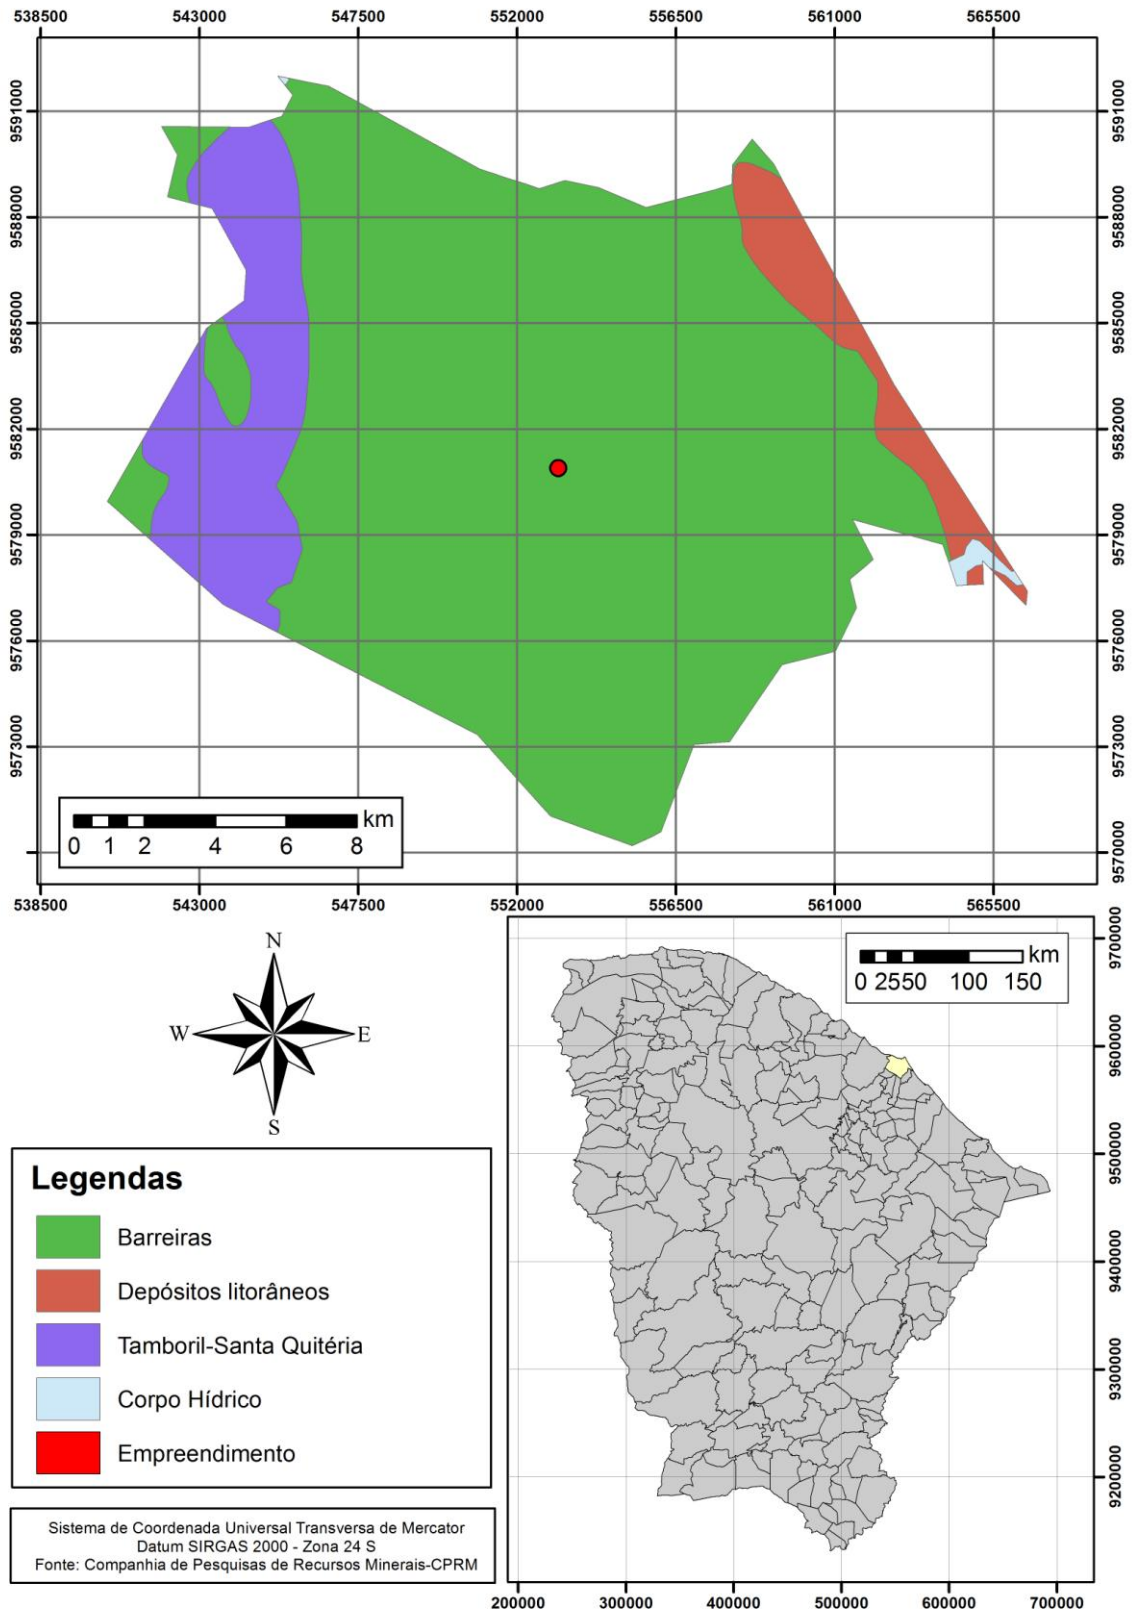 538500 543000 547500 552000 556500 561000 565500
9591000 9591000
9588000 9588000
9585000 9585000
9582000 9582000
9579000 9579000
9576000 9576000
9573000 9573000
9570000 9570000
km
0 1 2 4 6 8
538500 543000 547500 552000 556500 561000 565500
N
W E
S
km
0 2550 100 150
9700000
9600000
9500000
9400000
9300000
9200000
200000 300000 400000 500000 600000 700000
Legendas
Barreiras
Depósitos litorâneos
Tamboril-Santa Quitéria
Corpo Hídrico
Empreendimento
Sistema de Coordenada Universal Transversa de Mercator
Datum SIRGAS 2000 - Zona 24 S
Fonte: Companhia de Pesquisas de Recursos Minerais-CPRM